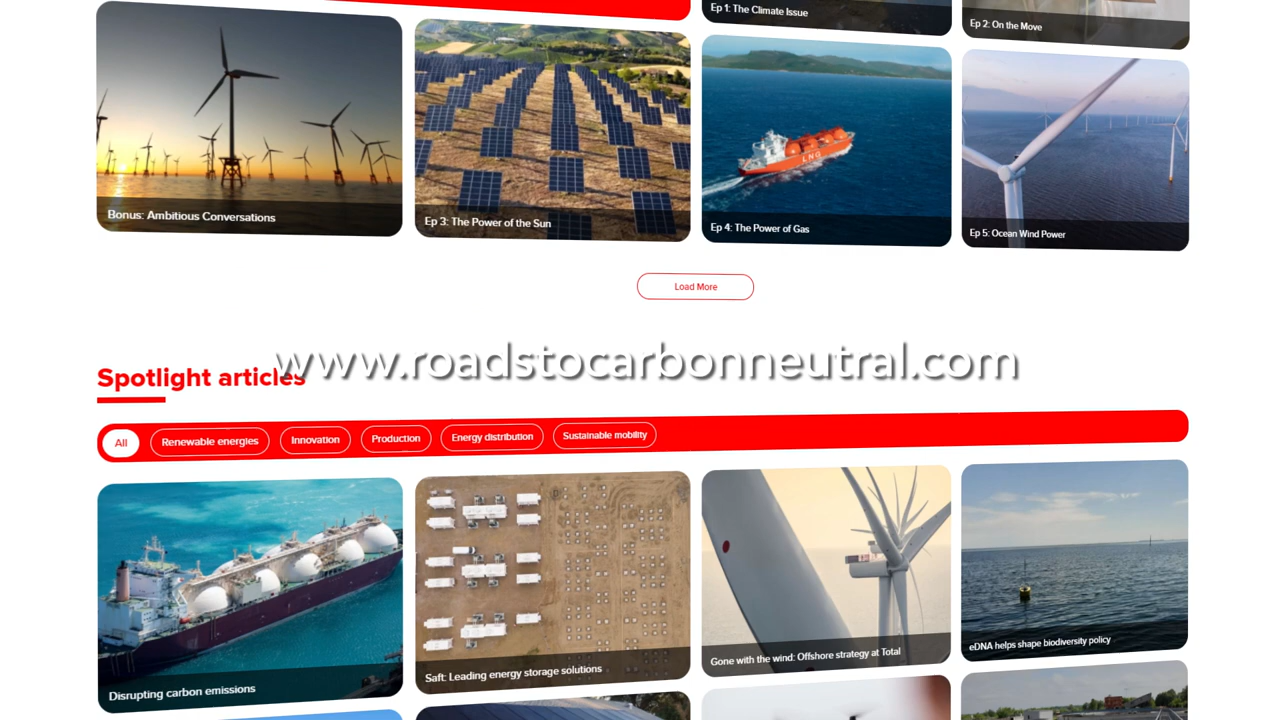 Ep 1: The Climate Issue
Ep 2: On the Move
Bonus: Ambitious Conversations
Ep 3: The Power of the Sun
Ep 4: The Power of Gas
LNG
Ep 5: Ocean Wind Power
Load More
Spotlight articles
www.roadstocarbonneutral.com
All
Renewable energies
Innovation
Production
Energy distribution
Sustainable mobility
Disrupting carbon emissions
Saft: Leading energy storage solutions
Gone with the wind: Offshore strategy at Total
eDNA helps shape biodiversity policy